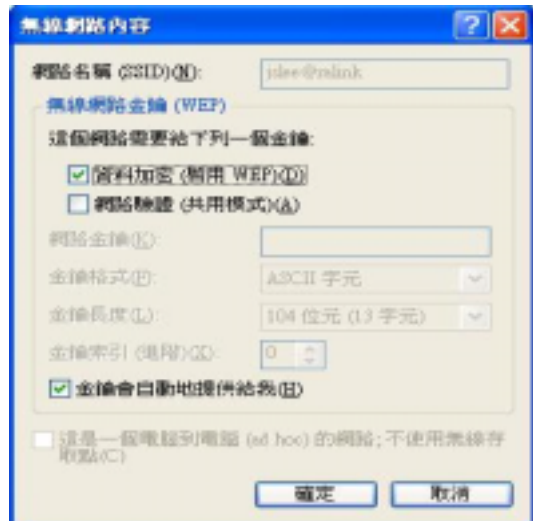 無線網路內容
網路名稱 (SSID)(N):
無線網路金鑰 (WEP)
這個網路需要給下列一個金鑰:
資料加密 (啟用 WEP)(D)
網路驗證 (共用模式)(A)
網路金鑰(K):
金鑰格式(F):
ASCII 字元
金鑰長度(L):
104 位元 (13 字元)
金鑰索引 (進階)(X):
0
金鑰會自動地提供給我(H)
這是一個電腦到電腦 (ad hoc) 的網路; 不使用無線存
取點(C)
確定
取消